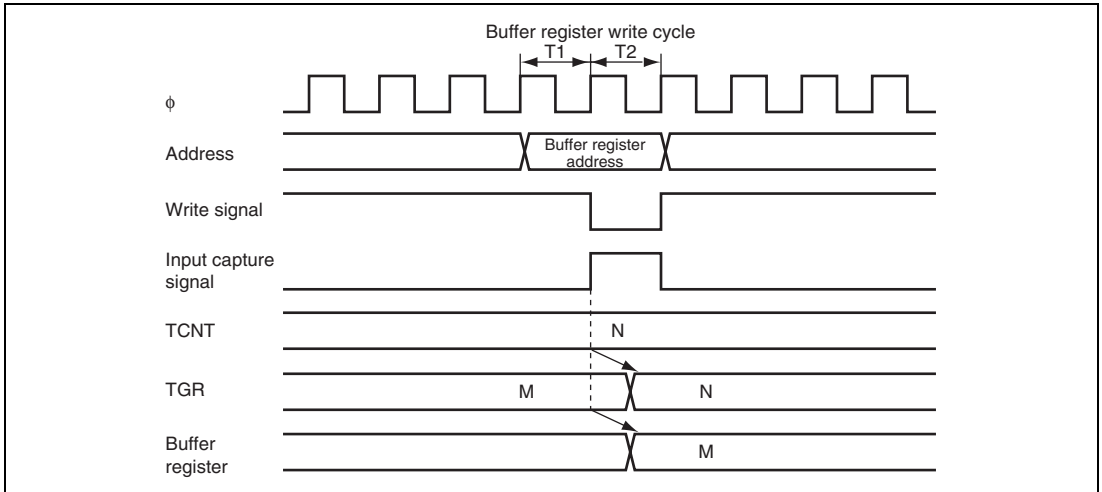 Buffer register write cycle
T1 T2
ϕ
Address
Buffer register
address
Write signal
Input capture
signal
TCNT
N
TGR
M N
Buffer
register
M